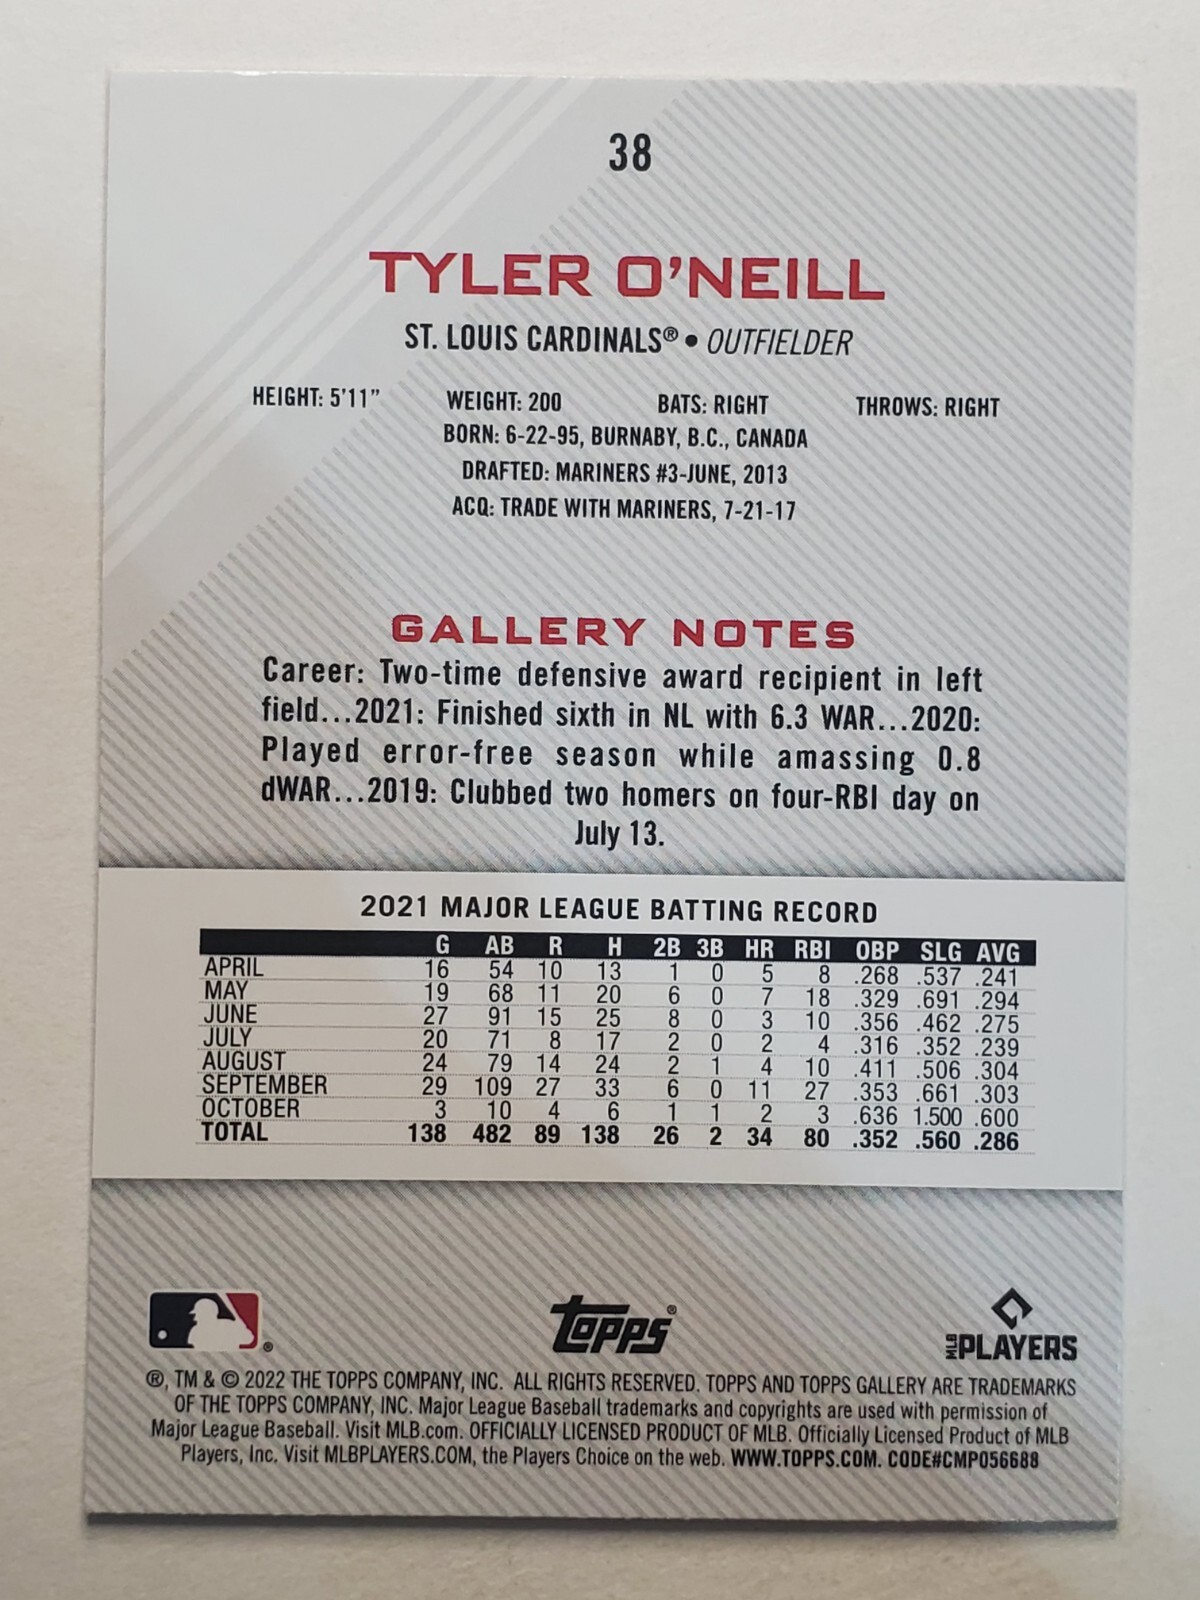 38
TYLER O'NEILL
ST. LOUIS CARDINALS® • OUTFIELDER
HEIGHT: 5'11" WEIGHT: 200 BATS: RIGHT THROWS: RIGHT
BORN: 6-22-95, BURNABY, B.C., CANADA
DRAFTED: MARINERS #3-JUNE, 2013
ACQ: TRADE WITH MARINERS, 7-21-17
GALLERY NOTES
Career: Two-time defensive award recipient in left
field...2021: Finished sixth in NL with 6.3 WAR...2020:
Played error-free season while amassing 0.8
dWAR...2019: Clubbed two homers on four-RBI day on
July 13.
2021 MAJOR LEAGUE BATTING RECORD
G AB R H 2B 3B HR RBI OBP SLG AVG
APRIL 16 54 10 13 1 0 5 8 .268 .537 .241
MAY 19 68 11 20 6 0 7 18 .329 .691 .294
JUNE 27 91 15 25 8 0 3 10 .356 .462 .275
JULY 20 71 8 17 2 0 2 4 .316 .352 .239
AUGUST 24 79 14 24 2 1 4 10 .411 .506 .304
SEPTEMBER 29 109 27 33 6 0 11 27 .353 .661 .303
OCTOBER 3 10 4 6 1 1 2 3 .636 1.500 .600
TOTAL 138 482 89 138 26 2 34 80 .352 .560 .286
® Topps® MLB PLAYERS
®, TM & © 2022 THE TOPPS COMPANY, INC. ALL RIGHTS RESERVED. TOPPS AND TOPPS GALLERY ARE TRADEMARKS
OF THE TOPPS COMPANY, INC. Major League Baseball trademarks and copyrights are used with permission of
Major League Baseball. Visit MLB.com. OFFICIALLY LICENSED PRODUCT OF MLB. Officially Licensed Product of MLB
Players, Inc. Visit MLBPLAYERS.COM, the Players Choice on the web. WWW.TOPPS.COM. CODE#CMP056688